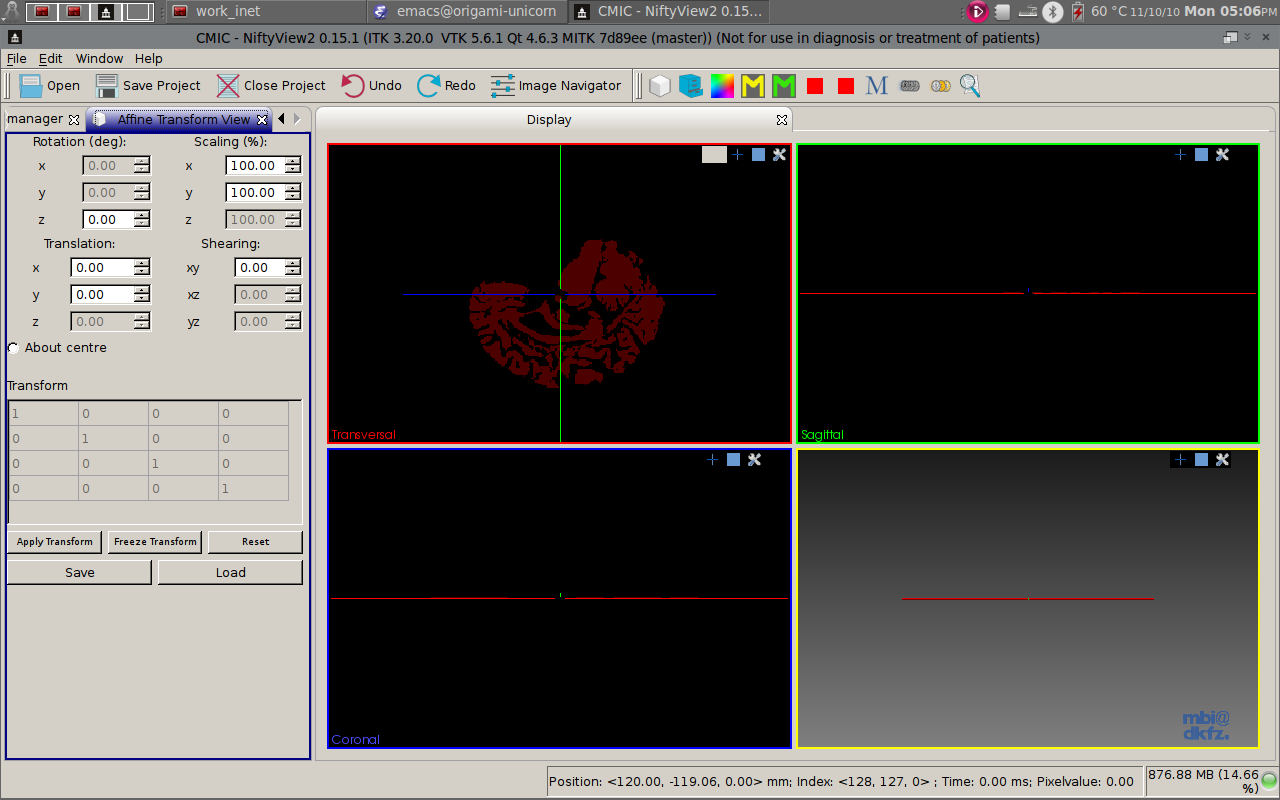 work_inet
emacs@origami-unicorn
CMIC - NiftyView2 0.15...
60 °C 11/10/10 Mon 05:06PM
CMIC - NiftyView2 0.15.1 (ITK 3.20.0 VTK 5.6.1 Qt 4.6.3 MITK 7d89ee (master)) (Not for use in diagnosis or treatment of patients)
File Edit Window Help
Open Save Project Close Project Undo Redo Image Navigator
M M M
manager Affine Transform View
Display
Rotation (deg): Scaling (%):
x 0.00 x 100.00
y 0.00 y 100.00
z 0.00 z 100.00
Translation: Shearing:
x 0.00 xy 0.00
y 0.00 xz 0.00
z 0.00 yz 0.00
About centre
Transform
1 0 0 0
0 1 0 0
0 0 1 0
0 0 0 1
Apply Transform Freeze Transform Reset
Save Load
Transversal
Sagittal
Coronal
mbi@
dkfz.
Position: <120.00, -119.06, 0.00> mm; Index: <128, 127, 0> ; Time: 0.00 ms; Pixelvalue: 0.00
876.88 MB (14.66
%)